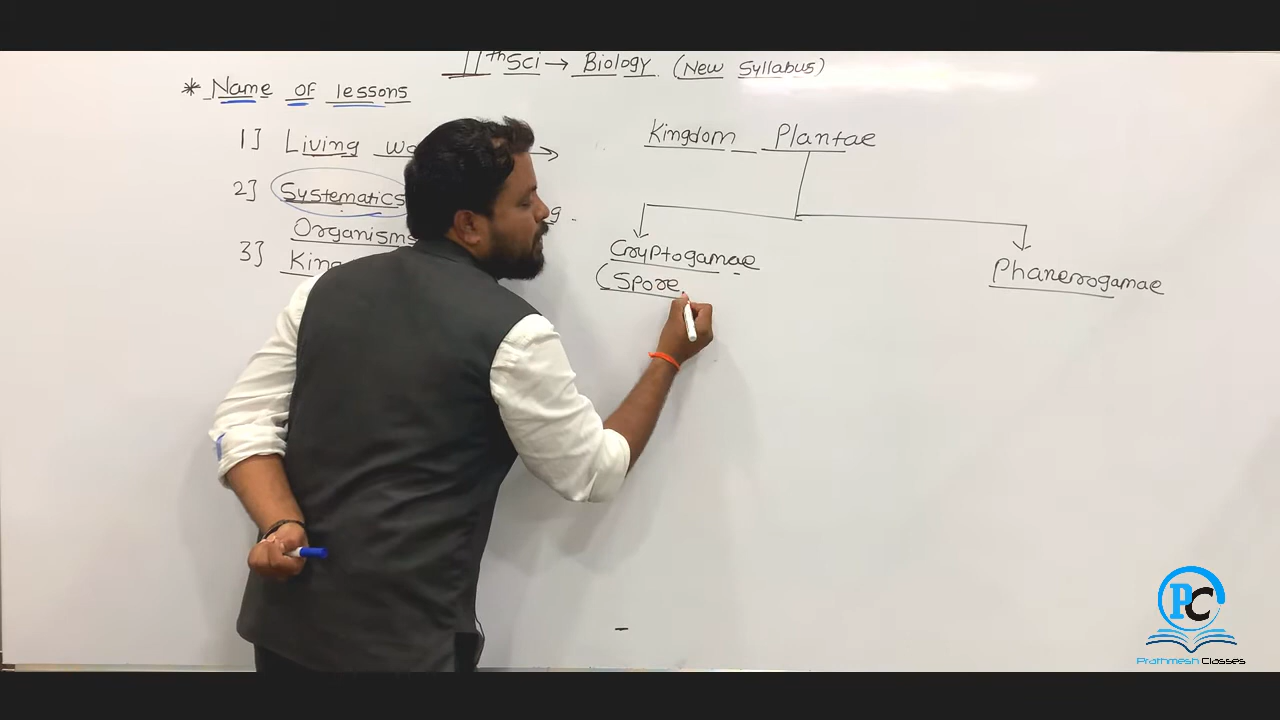 11th Sci → Biology (New Syllabus)
* Name of lessons
1] Living
2] Systematics
Organisms
3]
Kingdom Plantae
Cryptogamae
(Spore
Phanerogamae
PC
Prathmesh Classes